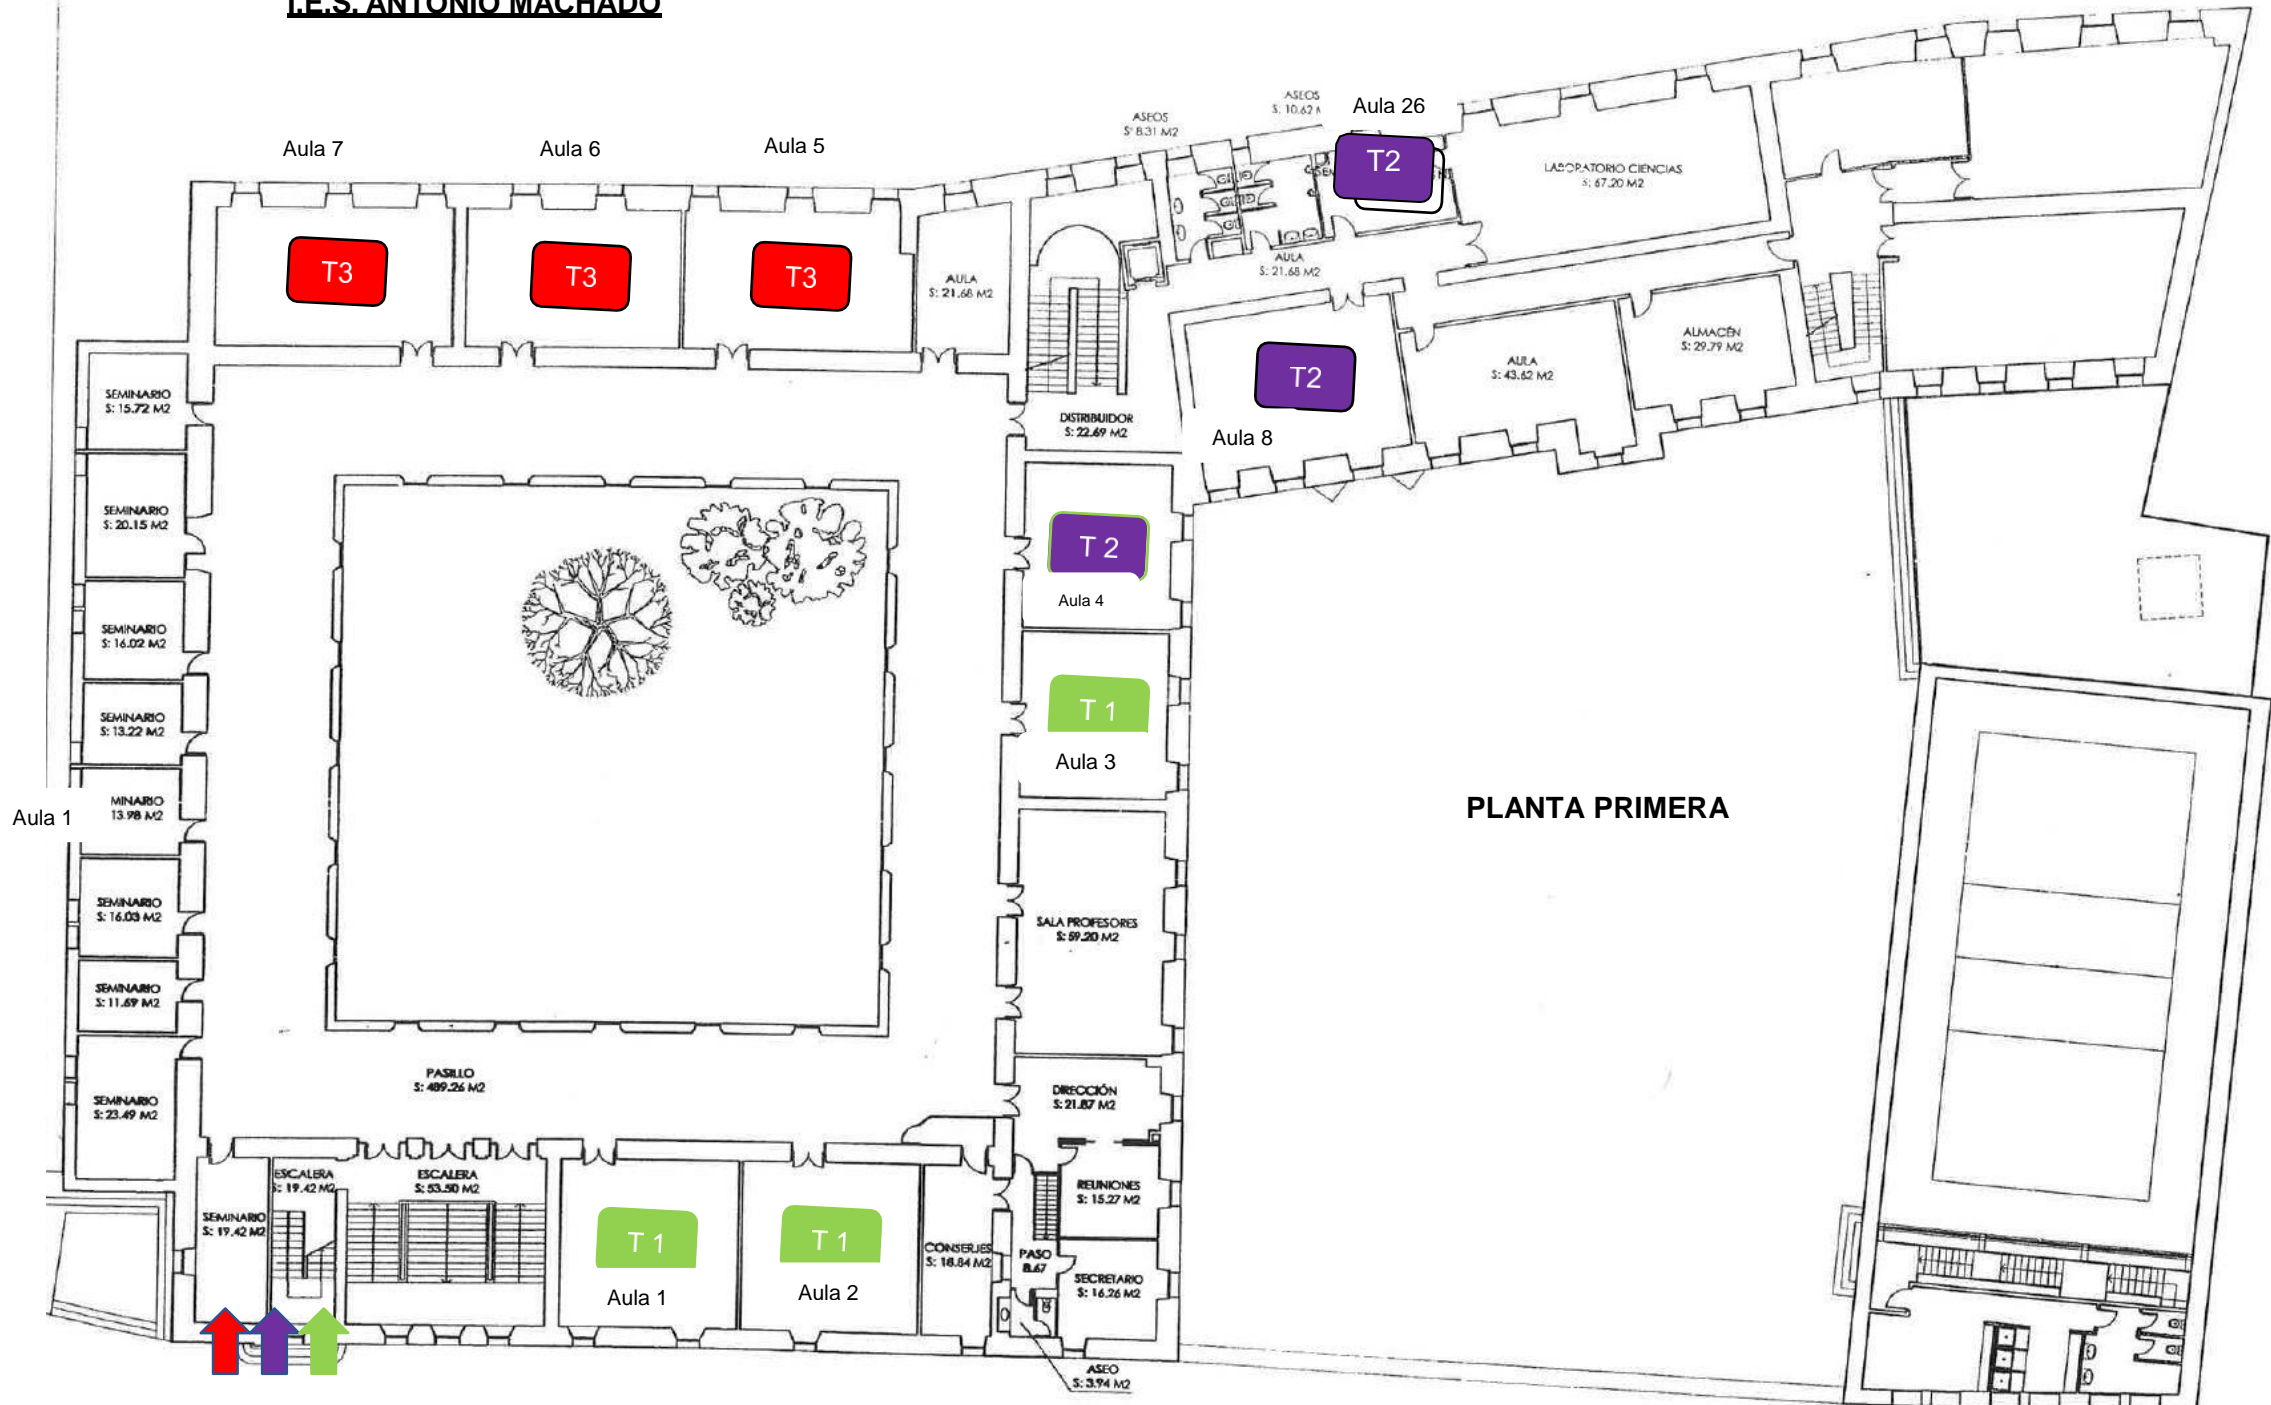 I.E.S. ANTONIO MACHADO
ASEOS
S: 10.62
Aula 26
ASEOS
S: 8.31 M2
Aula 7
Aula 6
Aula 5
T2
LABORATORIO CIENCIAS
S: 67.20 M2
T3
T3
T3
AULA
S: 21.68 M2
AULA
S: 21.68 M2
ALMACÉN
S: 29.79 M2
AULA
S: 43.62 M2
T2
Aula 8
SEMINARIO
S: 15.72 M2
DISTRIBUIDOR
S: 22.69 M2
SEMINARIO
S: 20.15 M2
T 2
Aula 4
SEMINARIO
S: 16.02 M2
SEMINARIO
S: 13.22 M2
T 1
Aula 3
MINARIO
13.98 M2
Aula 1
PLANTA PRIMERA
SEMINARIO
S: 16.03 M2
SALA PROFESORES
S: 59.20 M2
SEMINARIO
S: 11.69 M2
PASILLO
S: 489.26 M2
SEMINARIO
S: 23.49 M2
DIRECCIÓN
S: 21.87 M2
ESCALERA
S: 19.42 M2
ESCALERA
S: 53.50 M2
REUNIONES
S: 15.27 M2
SEMINARIO
S: 19.42 M2
T 1
T 1
CONSERJES
S: 18.84 M2
PASO
8.67
SECRETARIO
S: 16.26 M2
Aula 1
Aula 2
ASEO
S: 3.94 M2